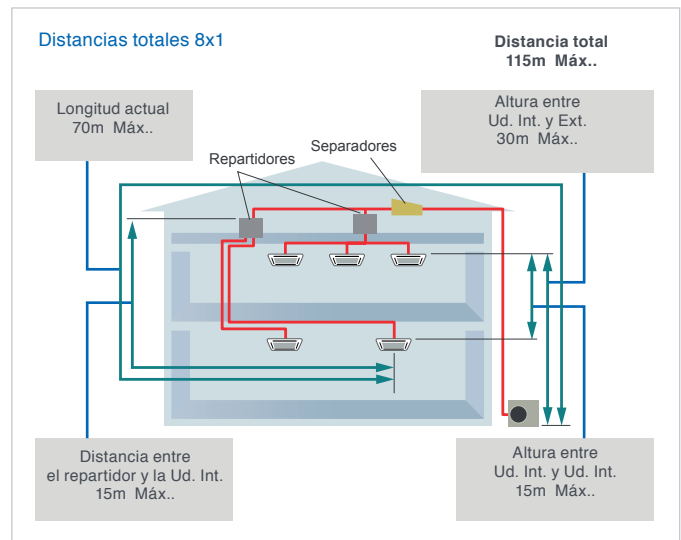 Distancias totales 8x1
Distancia total
115m Máx..
Longitud actual
70m Máx..
Altura entre
Ud. Int. y Ext.
30m Máx..
Separadores
Repartidores
Distancia entre
el repartidor y la Ud. Int.
15m Máx..
Altura entre
Ud. Int. y Ud. Int.
15m Máx..